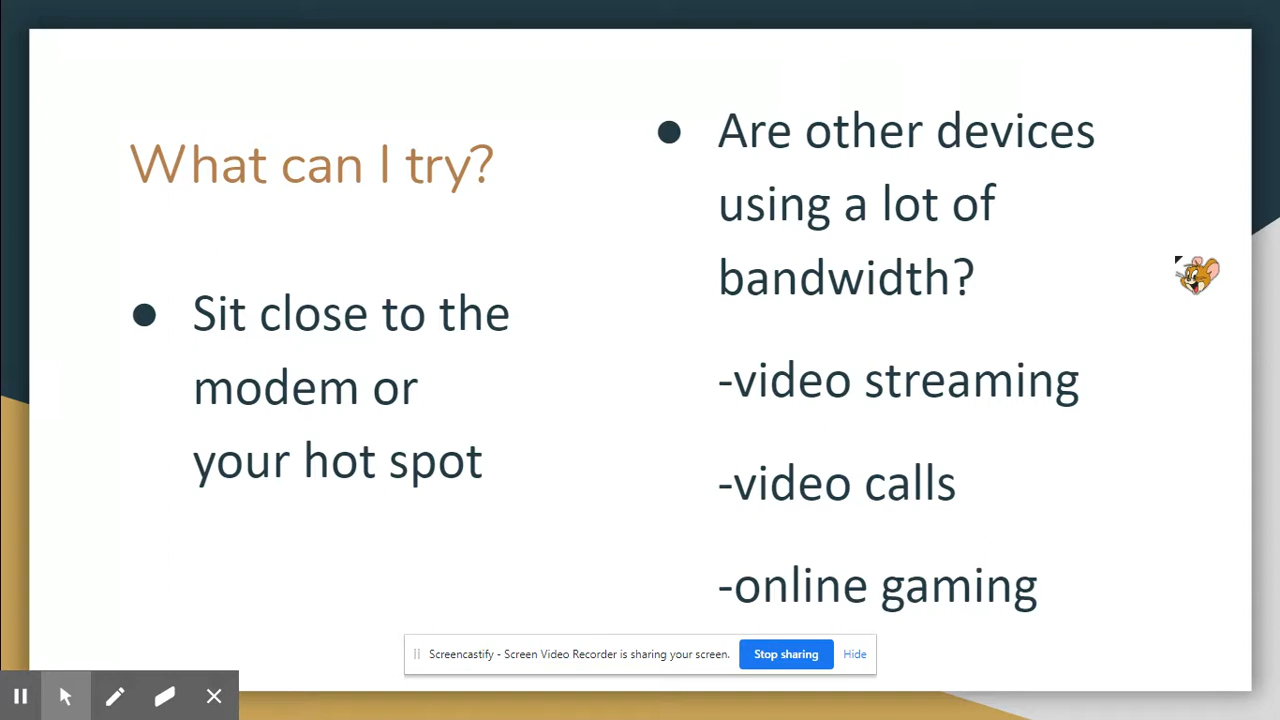 What can I try?
● Sit close to the
modem or
your hot spot
● Are other devices
using a lot of
bandwidth?
-video streaming
-video calls
-online gaming
Screencastify - Screen Video Recorder is sharing your screen. Stop sharing Hide